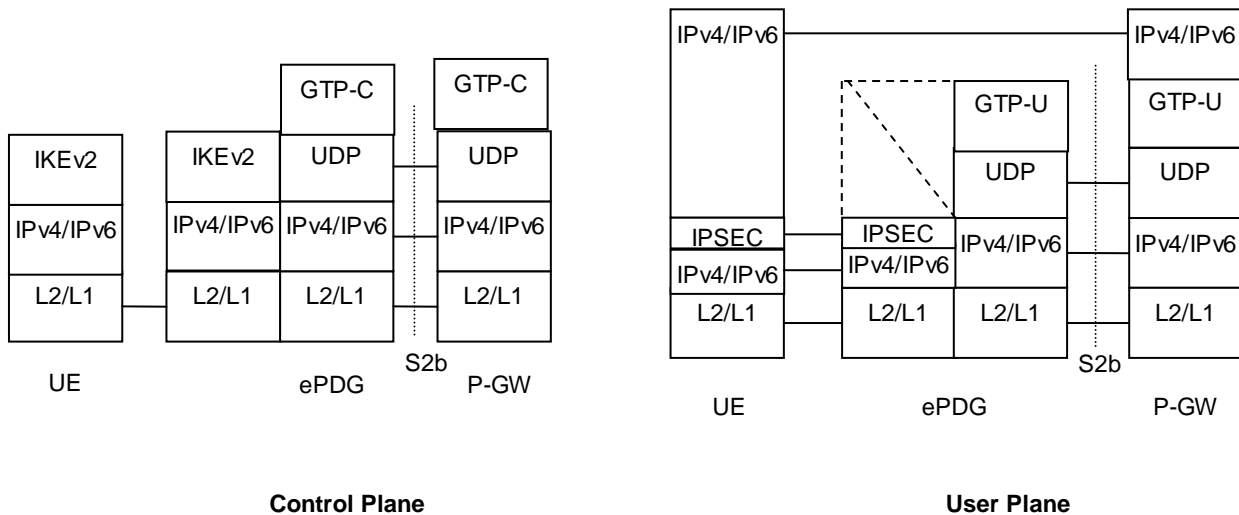 IPv4/IPv6 IPv4/IPv6
GTP-C GTP-C GTP-U GTP-U
IKEv2 IKEv2 UDP UDP UDP UDP
IPv4/IPv6 IPv4/IPv6 IPv4/IPv6 IPv4/IPv6
IPSEC IPSEC IPv4/IPv6 IPv4/IPv6
IPv4/IPv6 IPv4/IPv6
L2/L1 L2/L1 L2/L1 L2/L1 L2/L1 L2/L1 L2/L1 L2/L1
S2b S2b
UE ePDG P-GW
UE ePDG P-GW
Control Plane User Plane